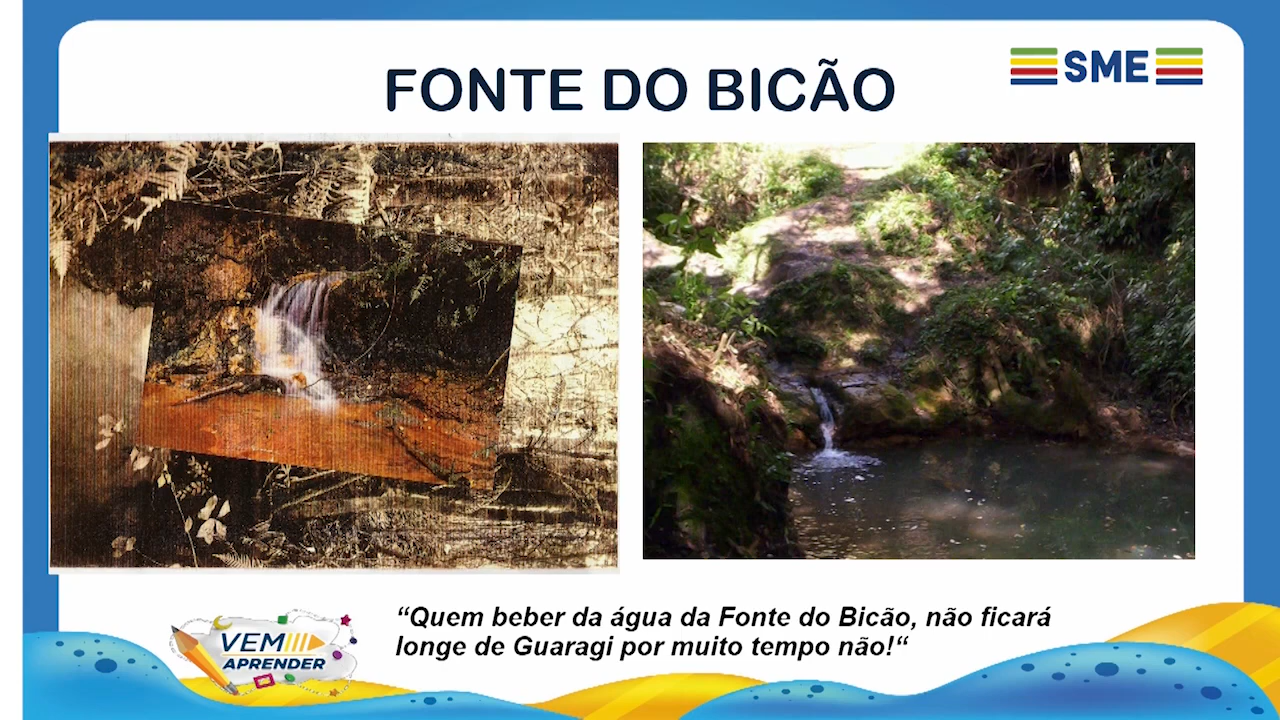 SME
FONTE DO BICÃO
“Quem beber da água da Fonte do Bicão, não ficará
longe de Guaragi por muito tempo não!“
VEM
APRENDER